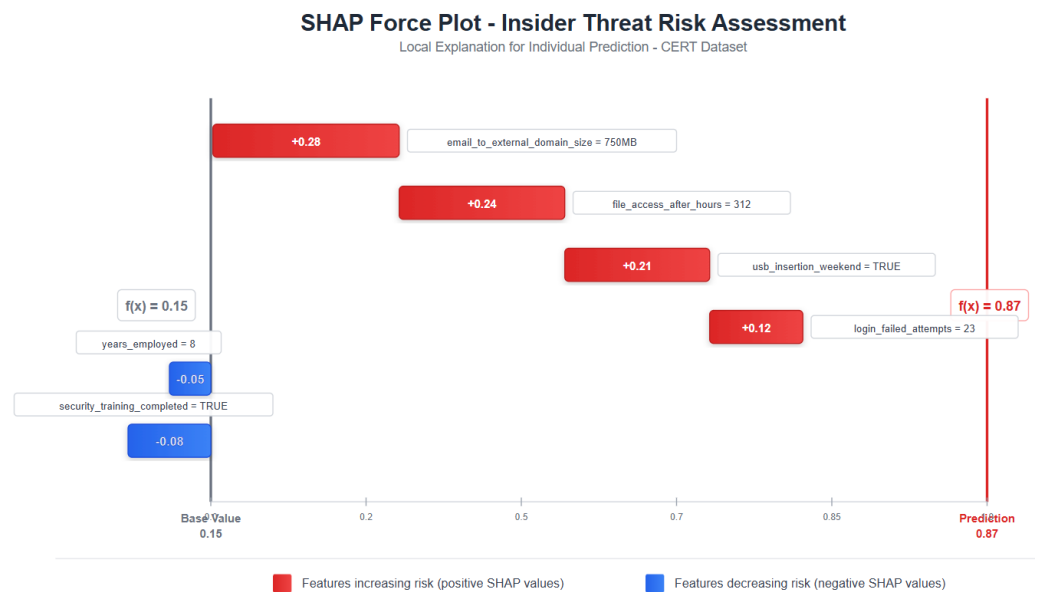 SHAP Force Plot - Insider Threat Risk Assessment
Local Explanation for Individual Prediction - CERT Dataset
+0.28
email_to_external_domain_size = 750MB
+0.24
file_access_after_hours = 312
+0.21
usb_insertion_weekend = TRUE
f(x) = 0.15
f(x) = 0.87
+0.12
login_failed_attempts = 23
years_employed = 8
-0.05
security_training_completed = TRUE
-0.08
0.2
0.5
0.7
0.85
Base Value
0.15
Prediction
0.87
Features increasing risk (positive SHAP values)
Features decreasing risk (negative SHAP values)